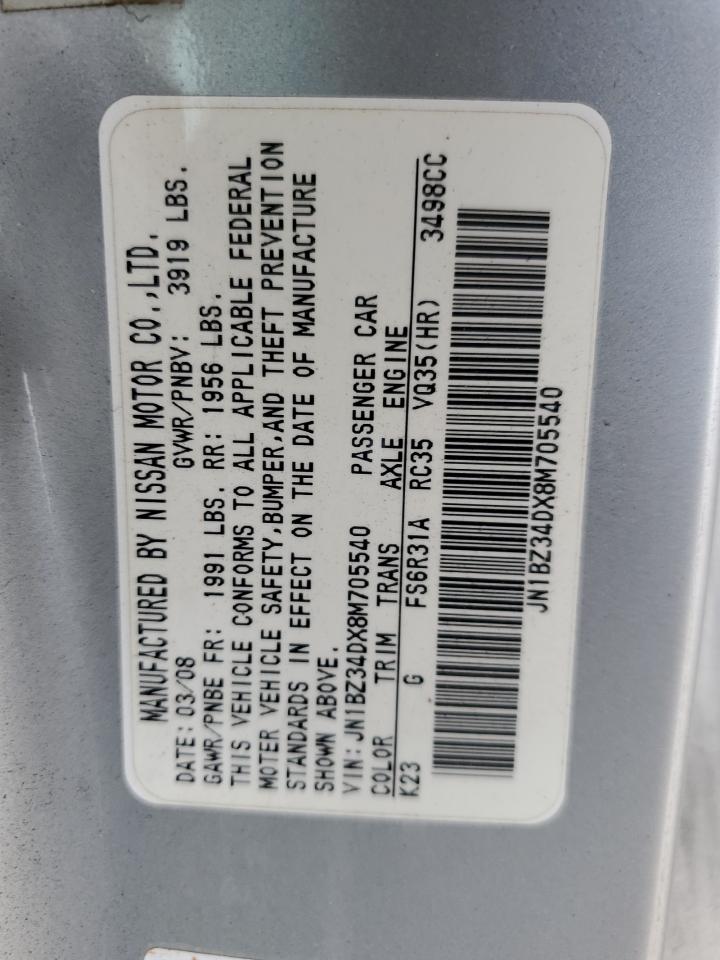 MANUFACTURED BY NISSAN MOTOR CO.,LTD.
DATE: 03/08 GVWR/PNBV: 3919 LBS.
GAWR/PNBE FR: 1991 LBS. RR: 1956 LBS.
THIS VEHICLE CONFORMS TO ALL APPLICABLE FEDERAL
MOTER VEHICLE SAFETY,BUMPER,AND THEFT PREVENTION
STANDARDS IN EFFECT ON THE DATE OF MANUFACTURE
SHOWN ABOVE.
VIN: JN1BZ34DX8M705540 PASSENGER CAR
COLOR TRIM TRANS AXLE ENGINE
K23 G FS6R31A RC35 VQ35(HR) 3498CC
JN1BZ34DX8M705540